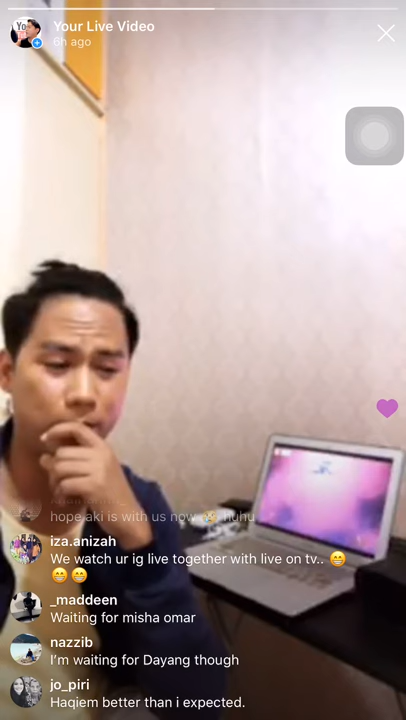 Yo
Your Live Video
6h ago
hope aki is with us now huhu
iza.anizah
We watch ur ig live together with live on tv.. 😁
😁😁
_maddeen
Waiting for misha omar
nazzib
I'm waiting for Dayang though
jo_piri
Haqiem better than i expected.